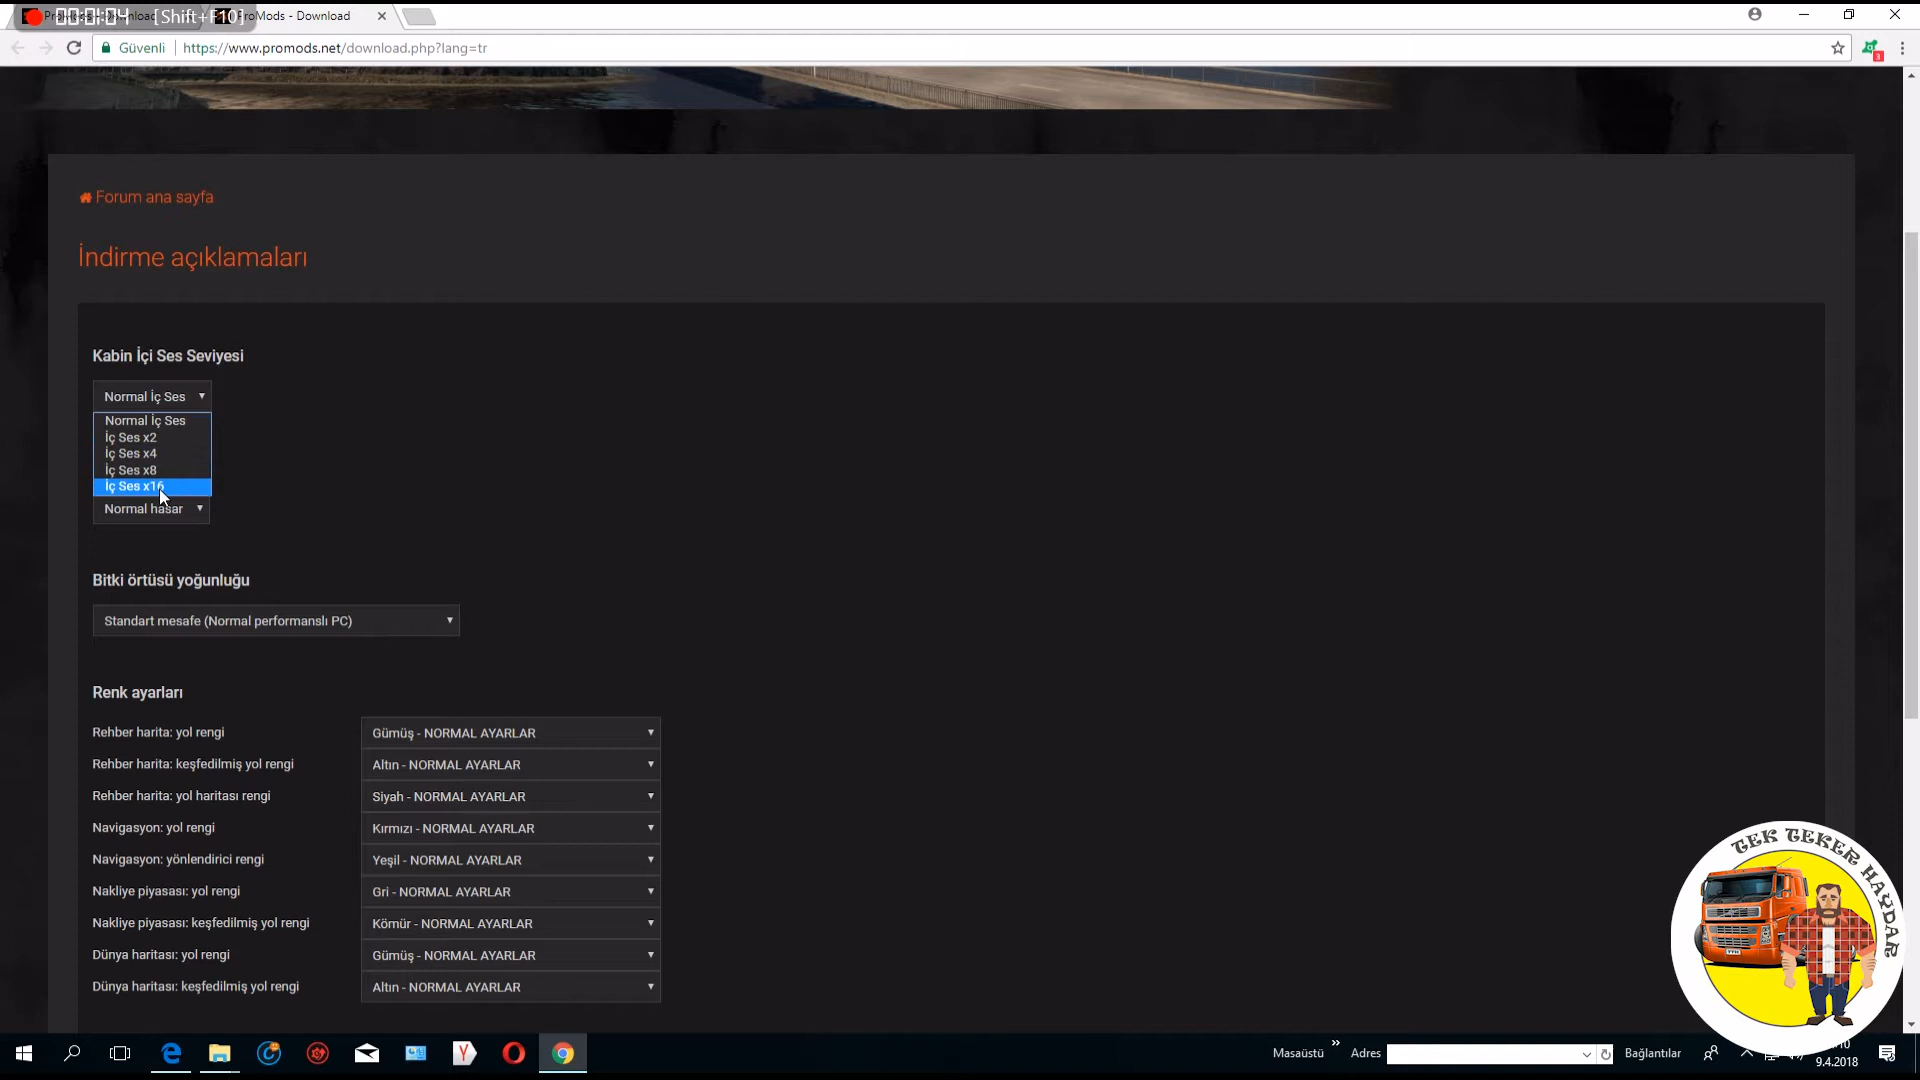 00:01:04 [Shift+F10]
ProMods - Download
Güvenli
https://www.promods.net/download.php?lang=tr
3
Forum ana sayfa
İndirme açıklamaları
Kabin İçi Ses Seviyesi
Normal İç Ses
Normal İç Ses
İç Ses x2
İç Ses x4
İç Ses x8
İç Ses x16
Normal hasar
Bitki örtüsü yoğunluğu
Standart mesafe (Normal performanslı PC)
Renk ayarları
Rehber harita: yol rengi Gümüş - NORMAL AYARLAR
Rehber harita: keşfedilmiş yol rengi Altın - NORMAL AYARLAR
Rehber harita: yol haritası rengi Siyah - NORMAL AYARLAR
Navigasyon: yol rengi Kırmızı - NORMAL AYARLAR
Navigasyon: yönlendirici rengi Yeşil - NORMAL AYARLAR
Nakliye piyasası: yol rengi Gri - NORMAL AYARLAR
Nakliye piyasası: keşfedilmiş yol rengi Kömür - NORMAL AYARLAR
Dünya haritası: yol rengi Gümüş - NORMAL AYARLAR
Dünya haritası: keşfedilmiş yol rengi Altın - NORMAL AYARLAR
TEK TEKER HAYDAR
Masaüstü
Adres
Bağlantılar
9.4.2018